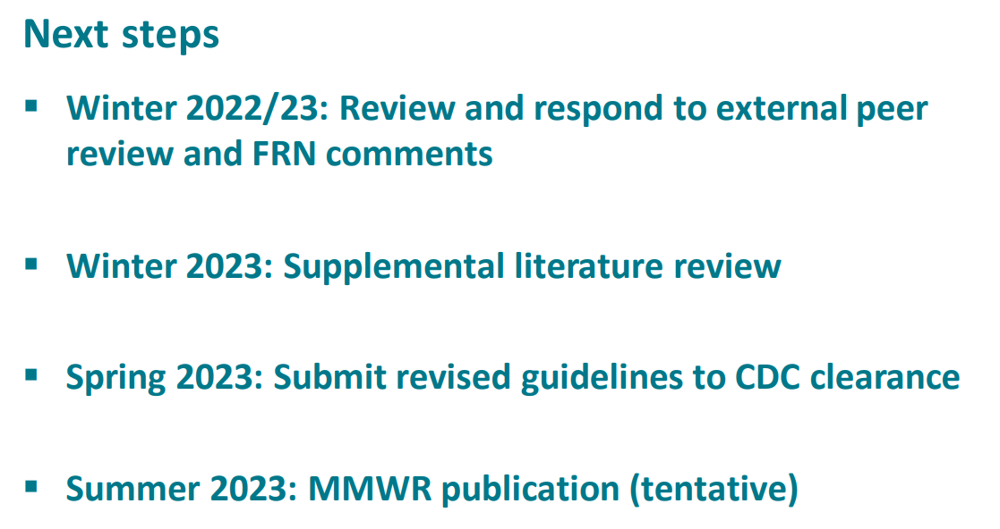 Next steps
▪ Winter 2022/23: Review and respond to external peer
review and FRN comments
▪ Winter 2023: Supplemental literature review
▪ Spring 2023: Submit revised guidelines to CDC clearance
▪ Summer 2023: MMWR publication (tentative)